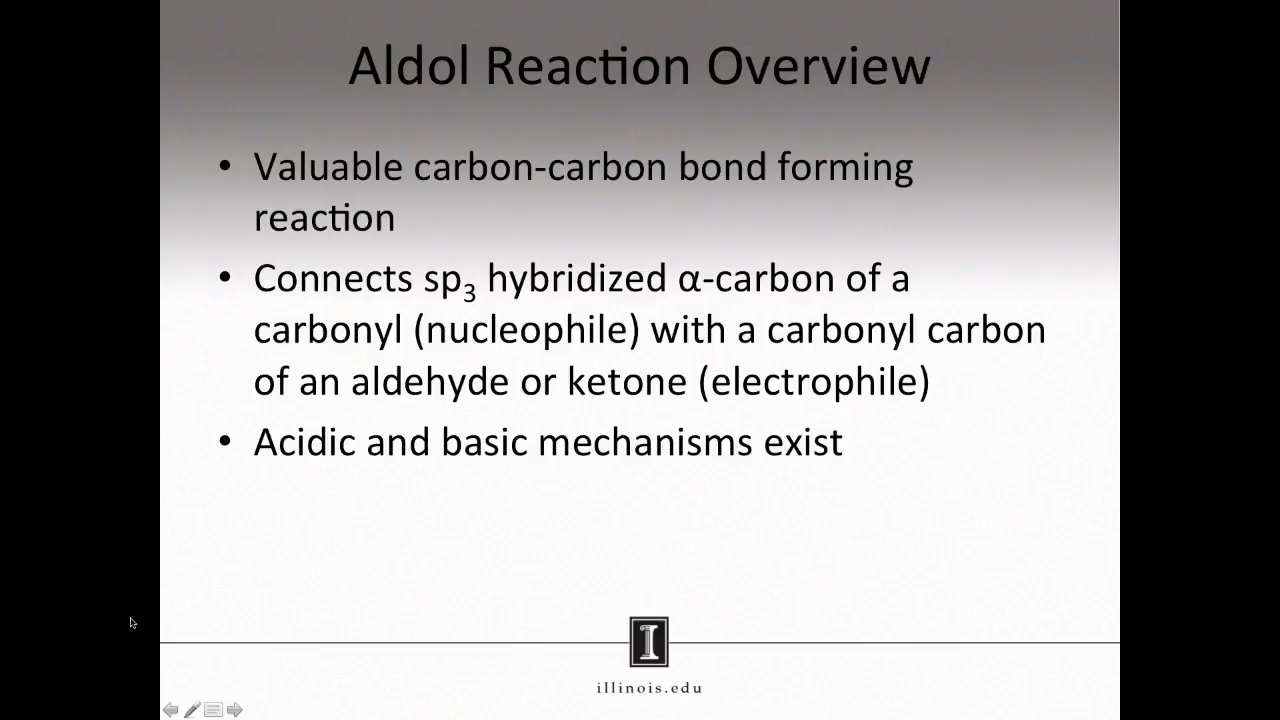 Aldol Reaction Overview
• Valuable carbon-carbon bond forming
reaction
• Connects sp₃ hybridized α-carbon of a
carbonyl (nucleophile) with a carbonyl carbon
of an aldehyde or ketone (electrophile)
• Acidic and basic mechanisms exist
I
illinois.edu